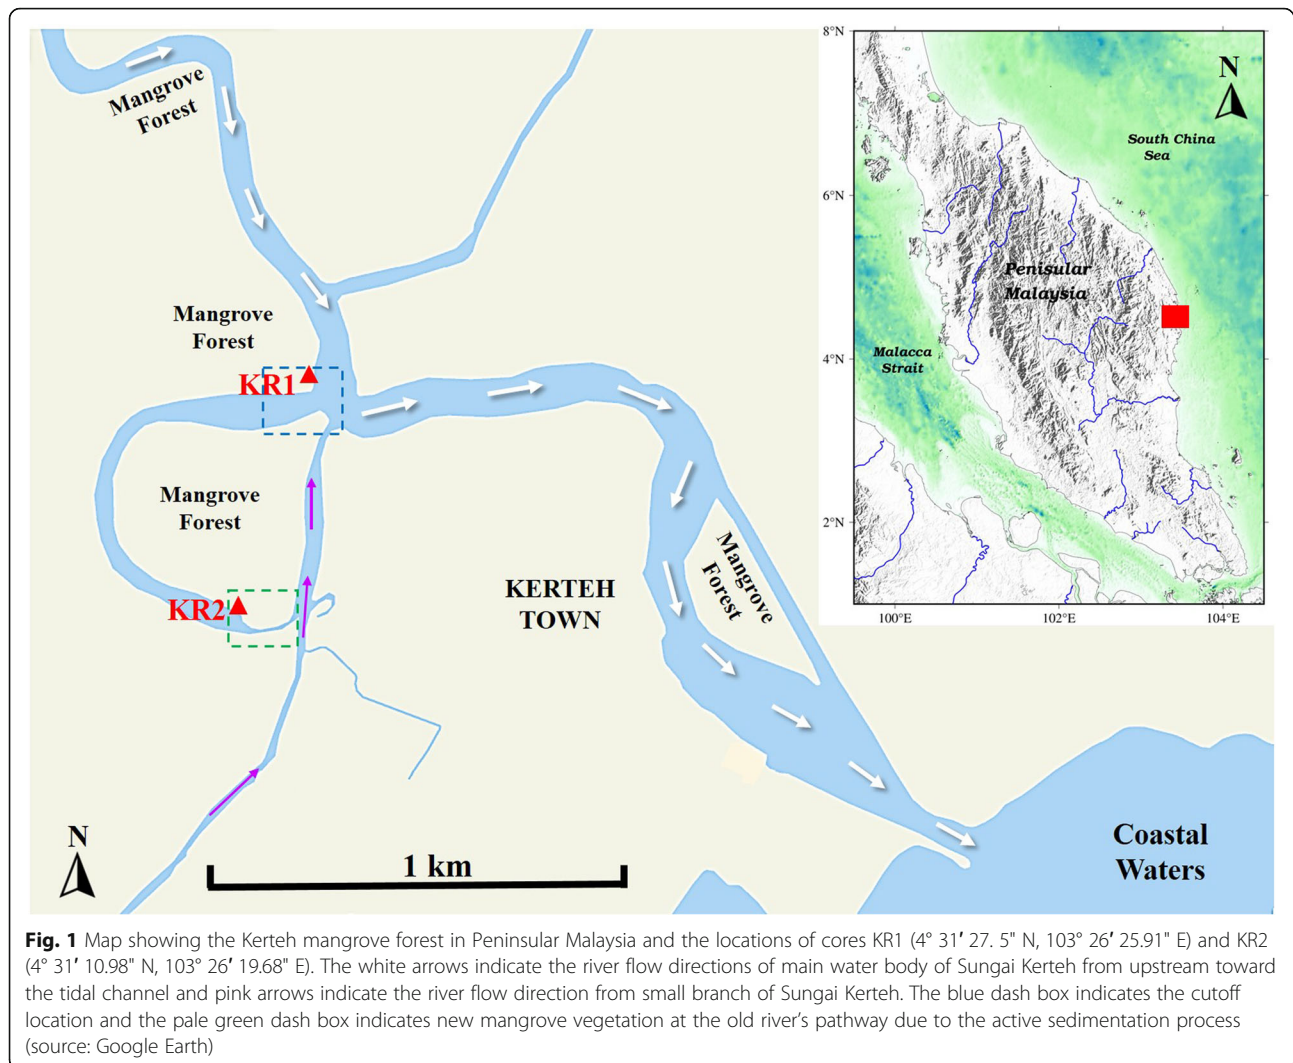 Mangrove
Forest
Mangrove
Forest
KR1
Mangrove
Forest
KR2
KERTEH
TOWN
Mangrove
Forest
N
1 km
Coastal
Waters
8°N
6°N
4°N
2°N
100°E
102°E
104°E
N
South China
Sea
Penisular
Malaysia
Malacca
Strait
Fig. 1 Map showing the Kerteh mangrove forest in Peninsular Malaysia and the locations of cores KR1 (4° 31′ 27. 5" N, 103° 26′ 25.91" E) and KR2
(4° 31′ 10.98" N, 103° 26′ 19.68" E). The white arrows indicate the river flow directions of main water body of Sungai Kerteh from upstream toward
the tidal channel and pink arrows indicate the river flow direction from small branch of Sungai Kerteh. The blue dash box indicates the cutoff
location and the pale green dash box indicates new mangrove vegetation at the old river's pathway due to the active sedimentation process
(source: Google Earth)